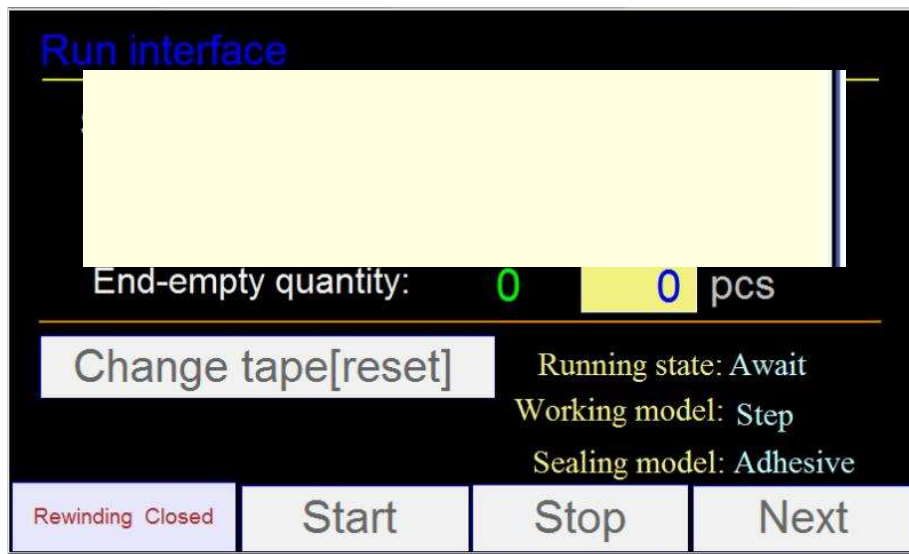 Run interface
End-empty quantity: 0 0 pcs
Change tape[reset]
Running state: Await
Working model: Step
Sealing model: Adhesive
Rewinding Closed
Start
Stop
Next